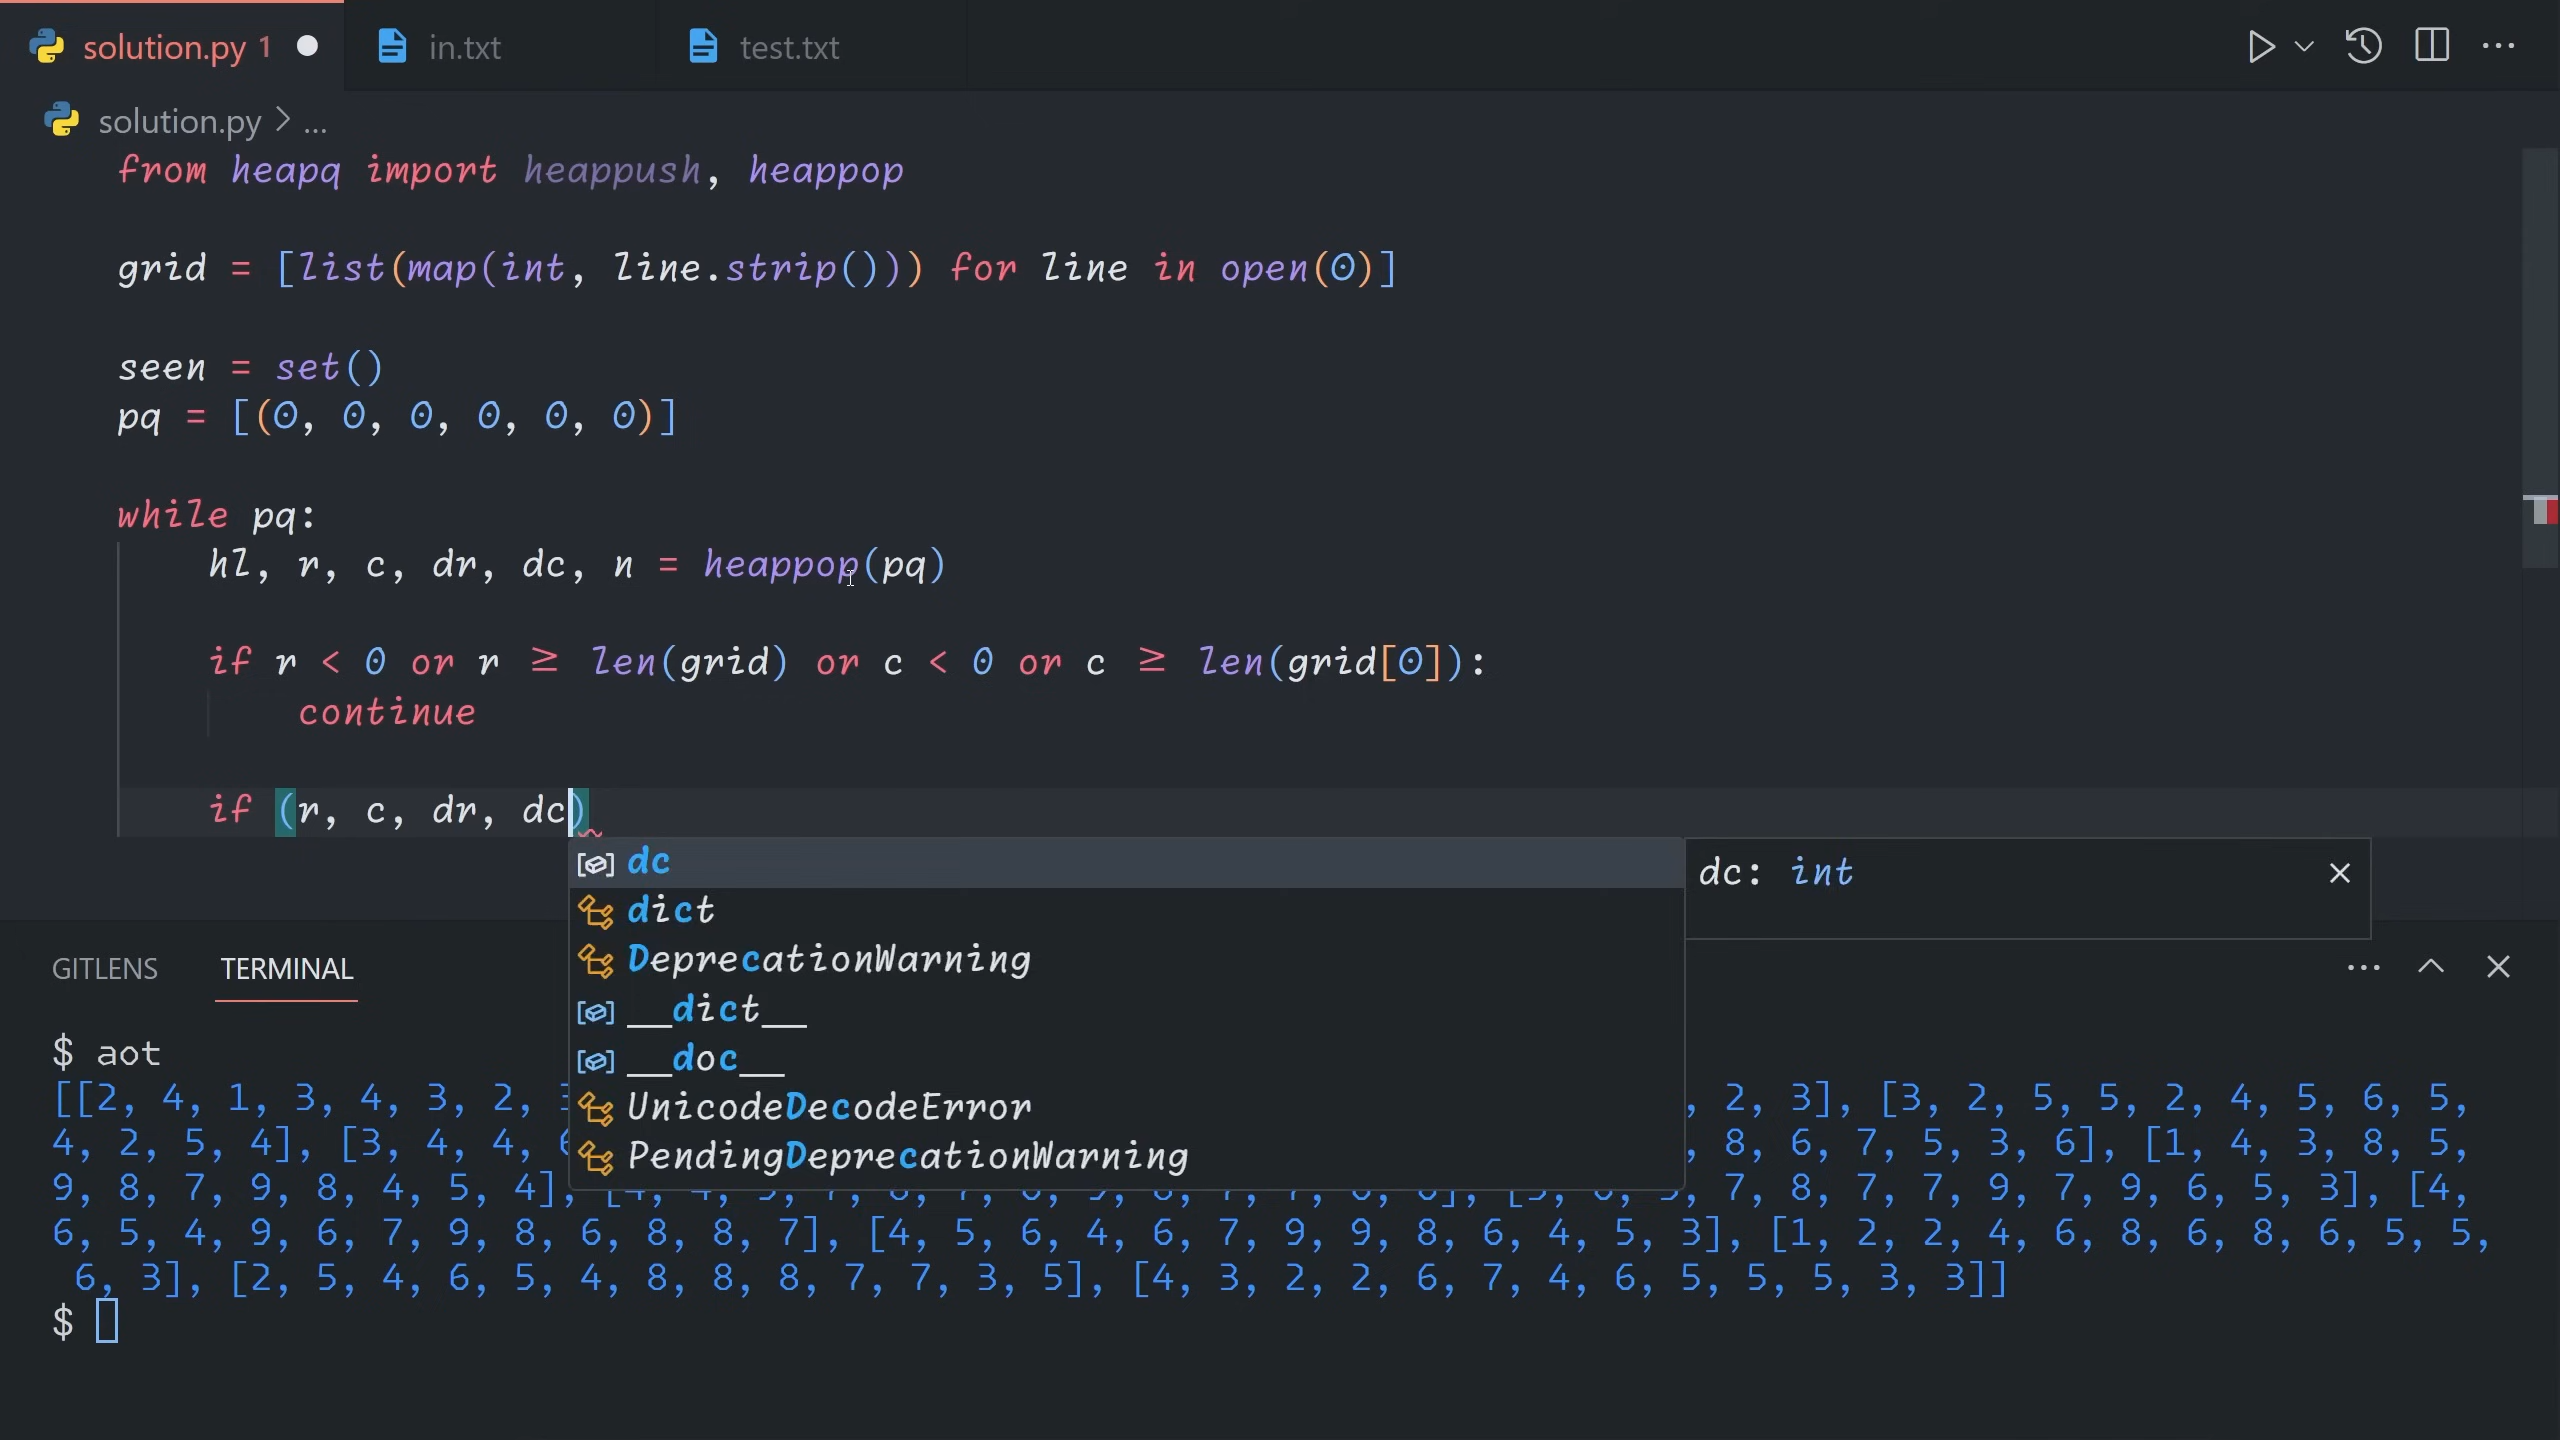 solution.py 1
in.txt
test.txt
solution.py > ...
from heapq import heappush, heappop
grid = [list(map(int, line.strip())) for line in open(0)]
seen = set()
pq = [(0, 0, 0, 0, 0, 0)]
while pq:
hl, r, c, dr, dc, n = heappop(pq)
if r < 0 or r ≥ len(grid) or c < 0 or c ≥ len(grid[0]):
continue
if (r, c, dr, dc)
dc
dc: int
dict
DeprecationWarning
__dict__
__doc__
UnicodeDecodeError
PendingDeprecationWarning
GITLENS
TERMINAL
$ aot
[[2, 4, 1, 3, 4, 3, 2, , 2, 3], [3, 2, 5, 5, 2, 4, 5, 6, 5,
4, 2, 5, 4], [3, 4, 4, , 8, 6, 7, 5, 3, 6], [1, 4, 3, 8, 5,
9, 8, 7, 9, 8, 4, 5, 4], , 7, 8, 7, 7, 9, 7, 9, 6, 5, 3], [4,
6, 5, 4, 9, 6, 7, 9, 8, 6, 8, 8, 7], [4, 5, 6, 4, 6, 7, 9, 9, 8, 6, 4, 5, 3], [1, 2, 2, 4, 6, 8, 6, 8, 6, 5, 5,
6, 3], [2, 5, 4, 6, 5, 4, 8, 8, 8, 7, 7, 3, 5], [4, 3, 2, 2, 6, 7, 4, 6, 5, 5, 5, 3, 3]]
$